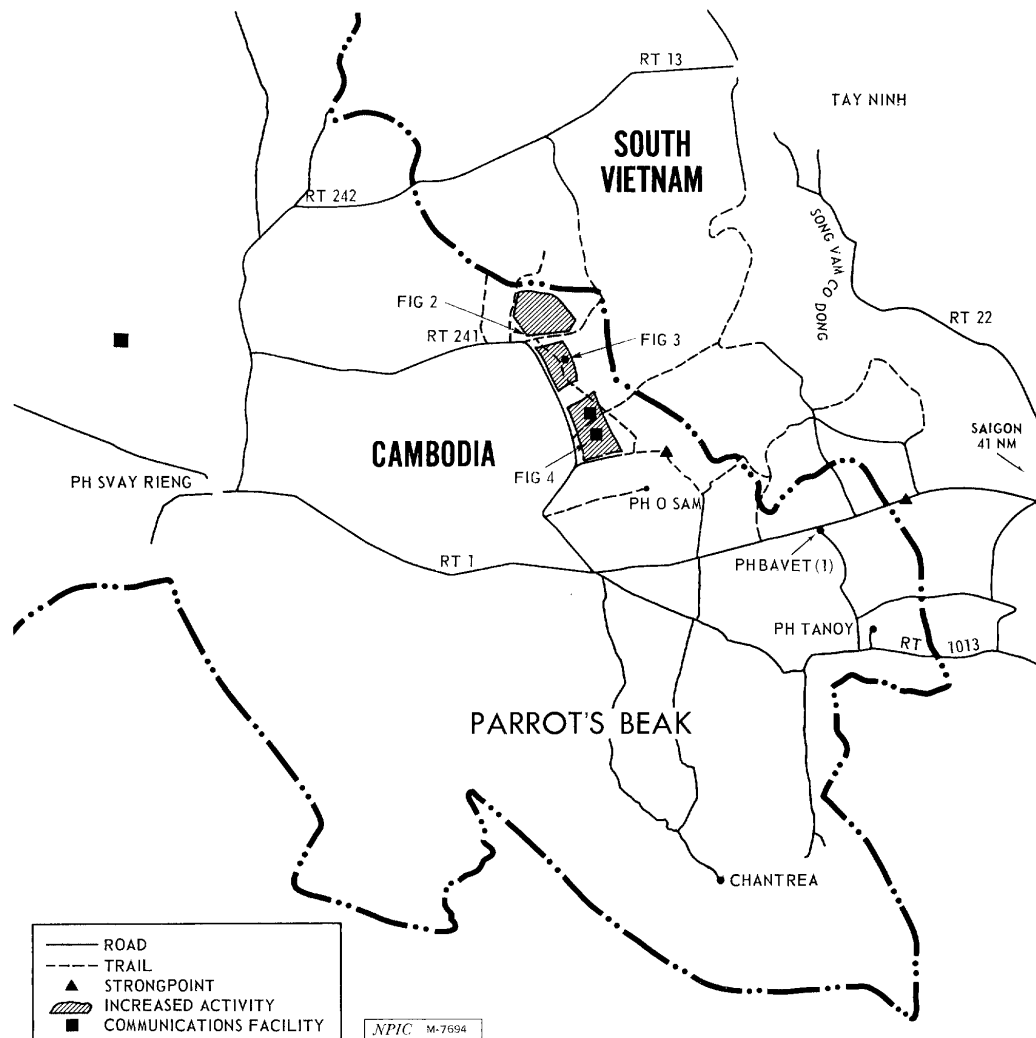 RT 13
TAY NINH
SOUTH
VIETNAM
RT 242
SONG VAM CO DONG
FIG 2
RT 22
RT 241
FIG 3
SAIGON
41 NM
CAMBODIA
PH SVAY RIENG
FIG 4
PH O SAM
RT 1
PH BAVET (1)
PH TANOY
RT 1013
PARROT'S BEAK
CHANTREA
ROAD
TRAIL
STRONGPOINT
INCREASED ACTIVITY
COMMUNICATIONS FACILITY
NPIC M-7694